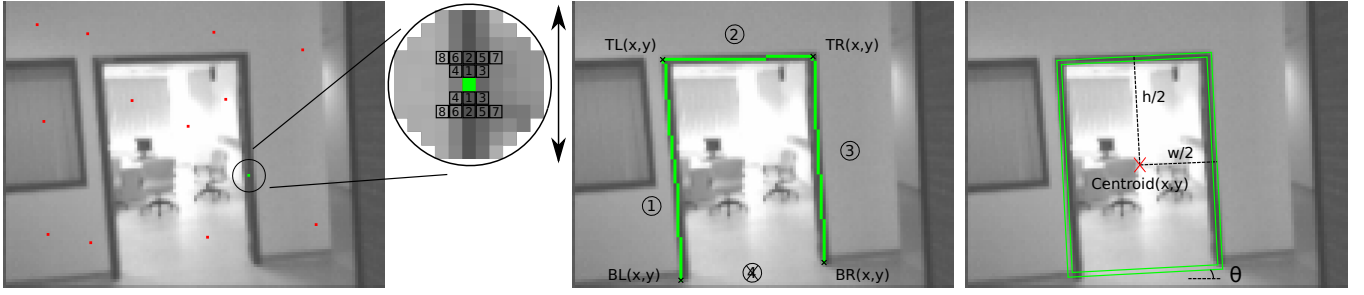 8 6 2 5 7
4 1 3
4 1 3
8 6 2 5 7
②
TL(x,y)
TR(x,y)
③
①
BL(x,y)
④
BR(x,y)
h/2
w/2
Centroid(x,y)
θ